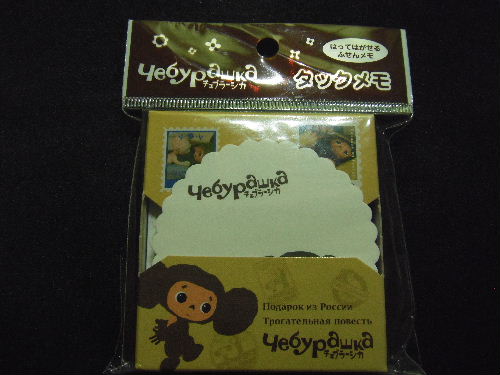 はってはがせる
ふせんメモ
Чебурашка
チェブラーシカ
タックメモ
Чебурашка
チェブラーシカ
Подарок из России
Трогательная повесть
Чебурашка
チェブラーシカ